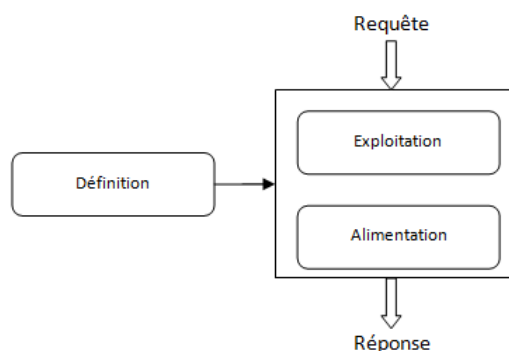 Requête
Exploitation
Définition
Alimentation
Réponse